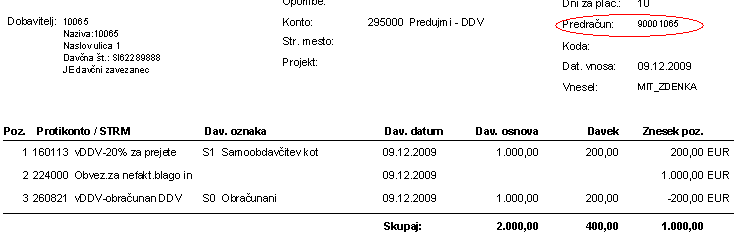 Opombe: Dni za plac.: 10
Dobavitelj: 10065 Konto: 295000 Predujmi - DDV Predračun: 90001065
Naziva:10065
Naslov ulica 1 Str. mesto: Koda:
Davčna št.: SI62289888
JE davčni zavezanec Projekt: Dat. vnosa: 09.12.2009
Vnesel: MIT_ZDENKA
Poz. Protikonto / STRM Dav. oznaka Dav. datum Dav. osnova Davek Znesek poz.
1 160113 vDDV-20% za prejete S1 Samoobdavčitev kot 09.12.2009 1.000,00 200,00 200,00 EUR
2 224000 Obvez.za nefakt.blago in 09.12.2009 1.000,00 EUR
3 260821 vDDV-obračunan DDV S0 Obračunani 09.12.2009 1.000,00 200,00 -200,00 EUR
Skupaj: 2.000,00 400,00 1.000,00